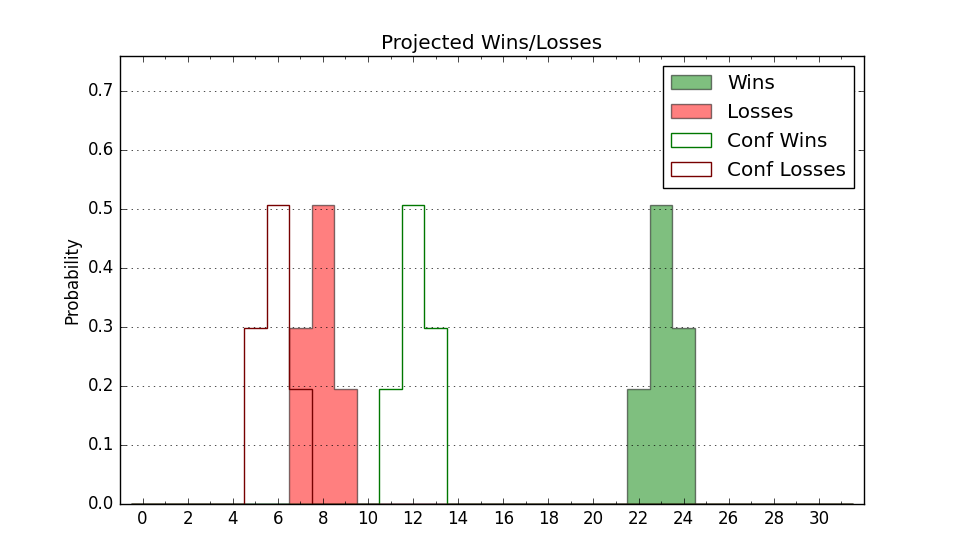 Projected Wins/Losses
Wins
Losses
Conf Wins
Conf Losses
Probability
0.7
0.6
0.5
0.4
0.3
0.2
0.1
0.0
0 2 4 6 8 10 12 14 16 18 20 22 24 26 28 30